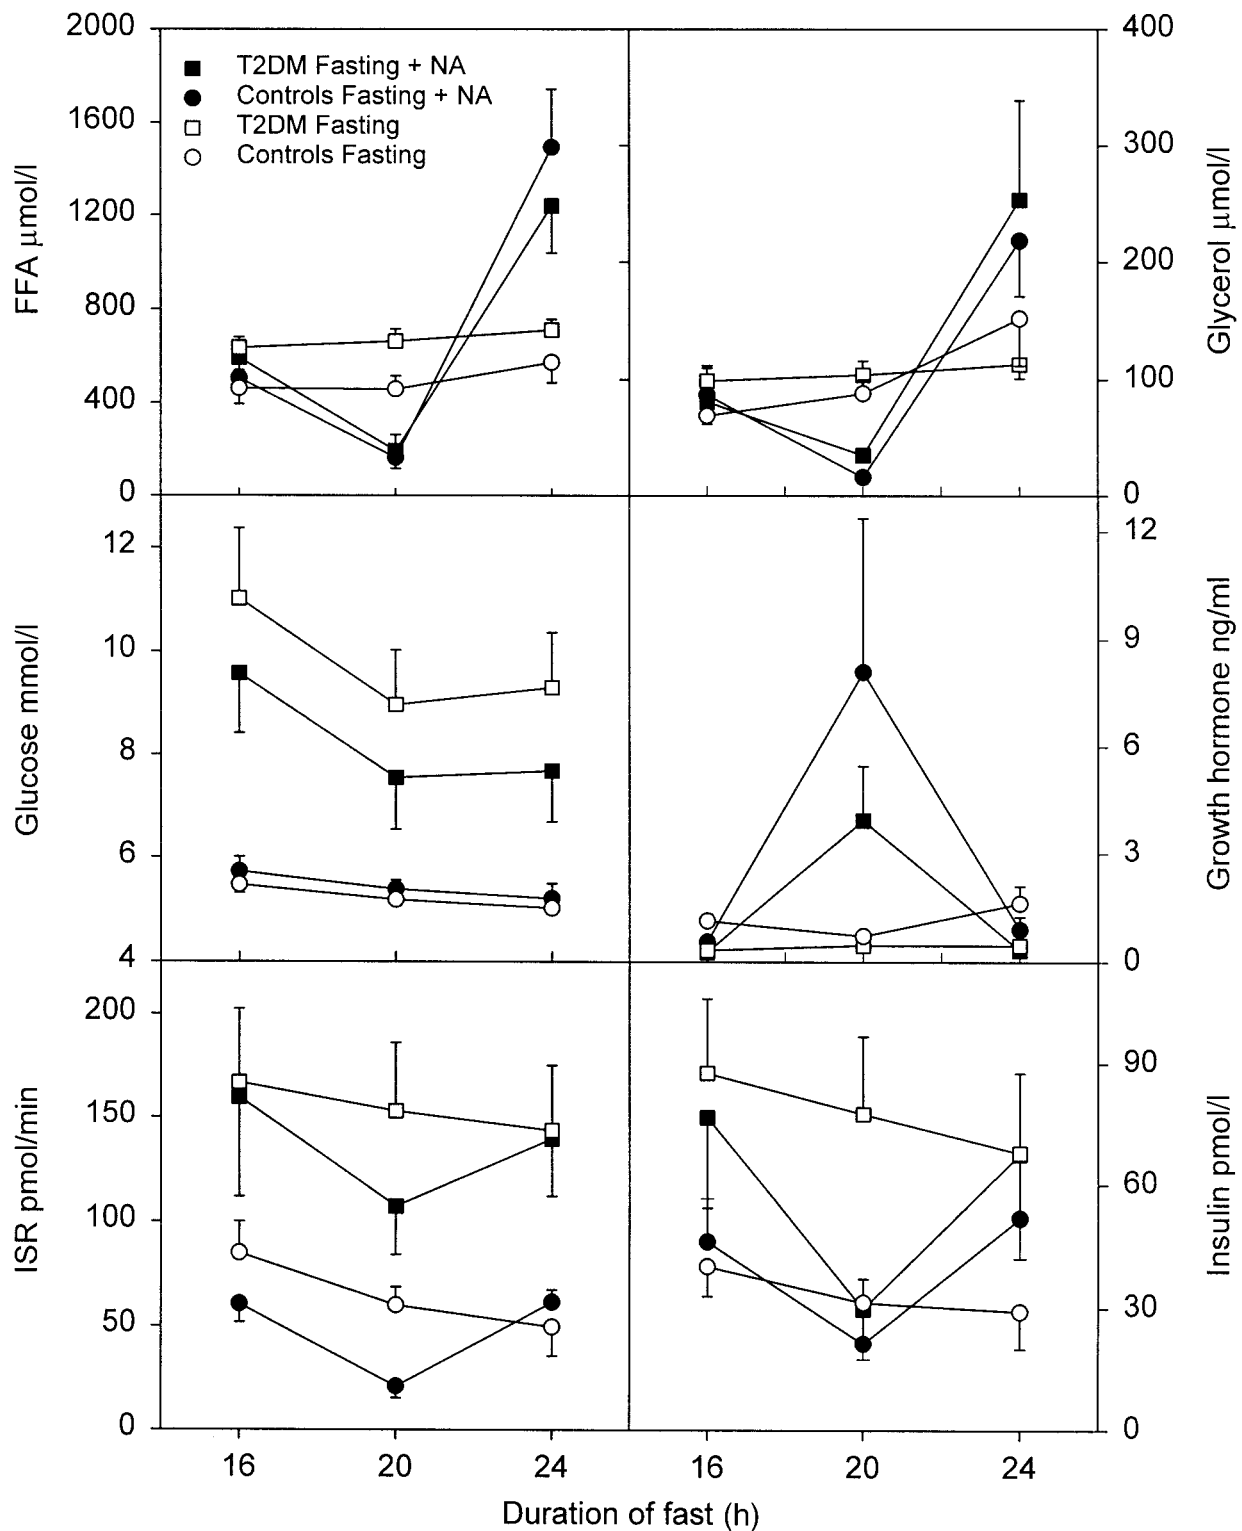 2000
1600
1200
800
400
0
FFA μmol/l
T2DM Fasting + NA
Controls Fasting + NA
T2DM Fasting
Controls Fasting
400
300
200
100
0
Glycerol μmol/l
12
10
8
6
4
Glucose mmol/l
12
9
6
3
0
Growth hormone ng/ml
200
150
100
50
0
ISR pmol/min
90
60
30
0
Insulin pmol/l
16 20 24
16 20 24
Duration of fast (h)